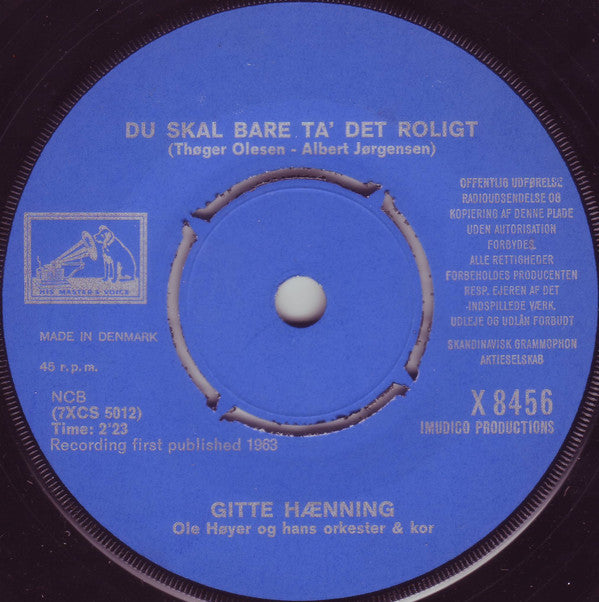 DU SKAL BARE TA' DET ROLIGT
(Thøger Olesen - Albert Jørgensen)
OFFENTLIG UDFØRELSE
RADIOUDSENDELSE OG
KOPIERING AF DENNE PLADE
UDEN AUTORISATION
FORBYDES.
ALLE RETTIGHEDER
FORBEHOLDES PRODUCENTEN
RESP. EJEREN AF DET
-INDSPILLEDE VÆRK.
UDLEJE OG UDLÅN FORBUDT
SKANDINAVISK GRAMMOPHON
AKTIESELSKAB
HIS MASTER'S VOICE
MADE IN DENMARK
45 r.p.m.
NCB
(7XCS 5012)
Time: 2'23
Recording first published 1963
X 8456
IMUDICO PRODUCTIONS
GITTE HÆNNING
Ole Høyer og hans orkester & kor